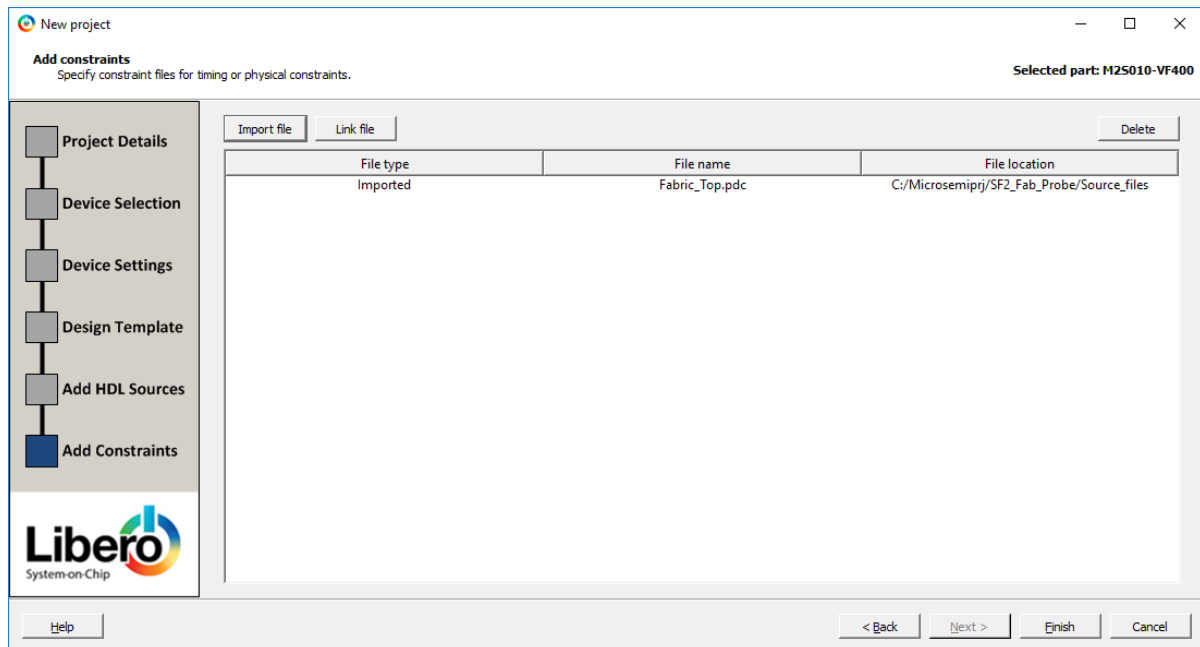 New project
Add constraints
Specify constraint files for timing or physical constraints.
Selected part: M2S010-VF400
Project Details
Device Selection
Device Settings
Design Template
Add HDL Sources
Add Constraints
Libero
System-on-Chip
Import file
Link file
Delete
File type File name File location
Imported Fabric_Top.pdc C:/Microsemiprj/SF2_Fab_Probe/Source_files
Help
< Back
Next >
Finish
Cancel